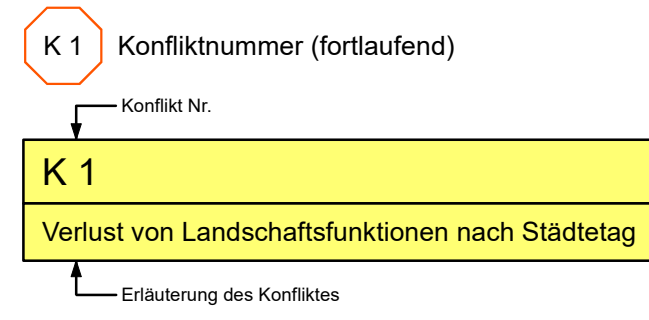 K 1 Konfliktnummer (fortlaufend)
Konflikt Nr.
K 1
Verlust von Landschaftsfunktionen nach Städtetag
Erläuterung des Konfliktes